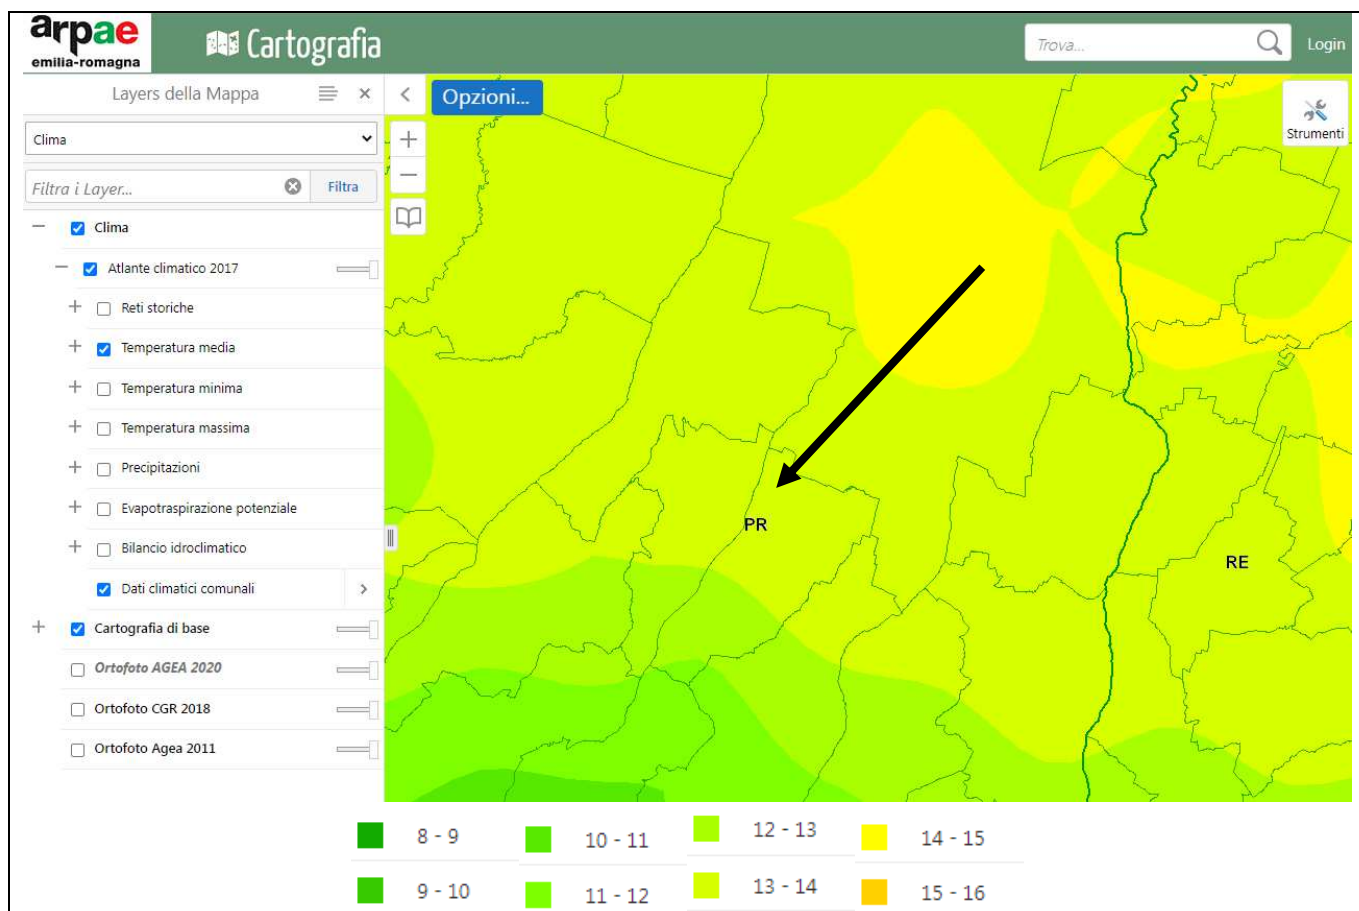 arpae
emilia-romagna
Cartografia
Trova...
Login
Layers della Mappa
Opzioni...
Strumenti
Clima
Filtra i Layer...
Filtra
Clima
Atlante climatico 2017
Reti storiche
Temperatura media
Temperatura minima
Temperatura massima
Precipitazioni
Evapotraspirazione potenziale
Bilancio idroclimatico
Dati climatici comunali
Cartografia di base
Ortofoto AGEA 2020
Ortofoto CGR 2018
Ortofoto Agea 2011
PR
RE
8 - 9
10 - 11
12 - 13
14 - 15
9 - 10
11 - 12
13 - 14
15 - 16